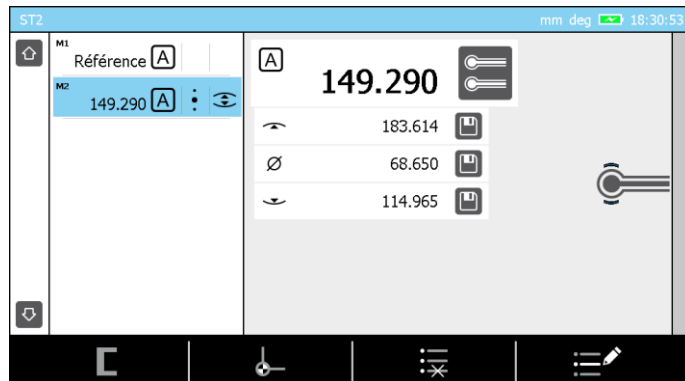 ST2
mm deg 18:30:53
M1
Référence A
M2
149.290 A
A
149.290
183.614
Ø 68.650
114.965